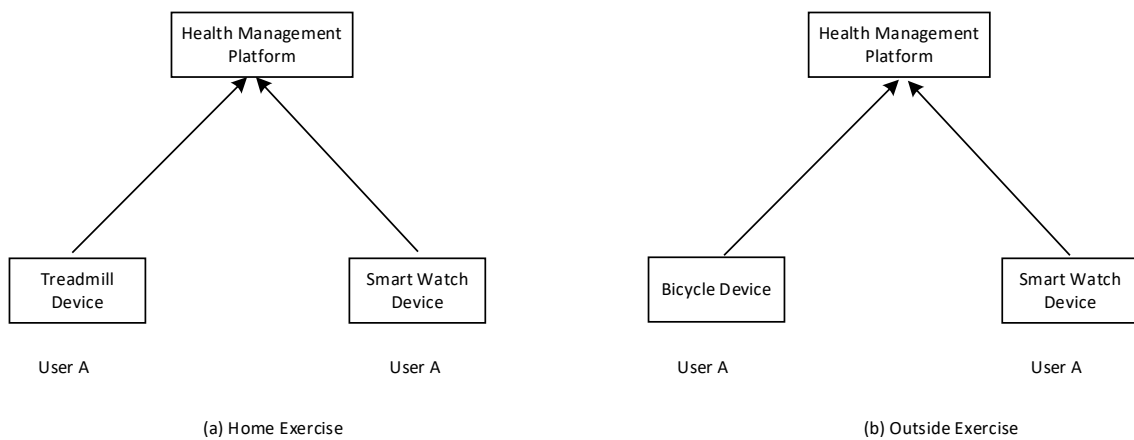 Health Management
Platform
Treadmill
Device
Smart Watch
Device
User A
User A
(a) Home Exercise
Health Management
Platform
Bicycle Device
Smart Watch
Device
User A
User A
(b) Outside Exercise